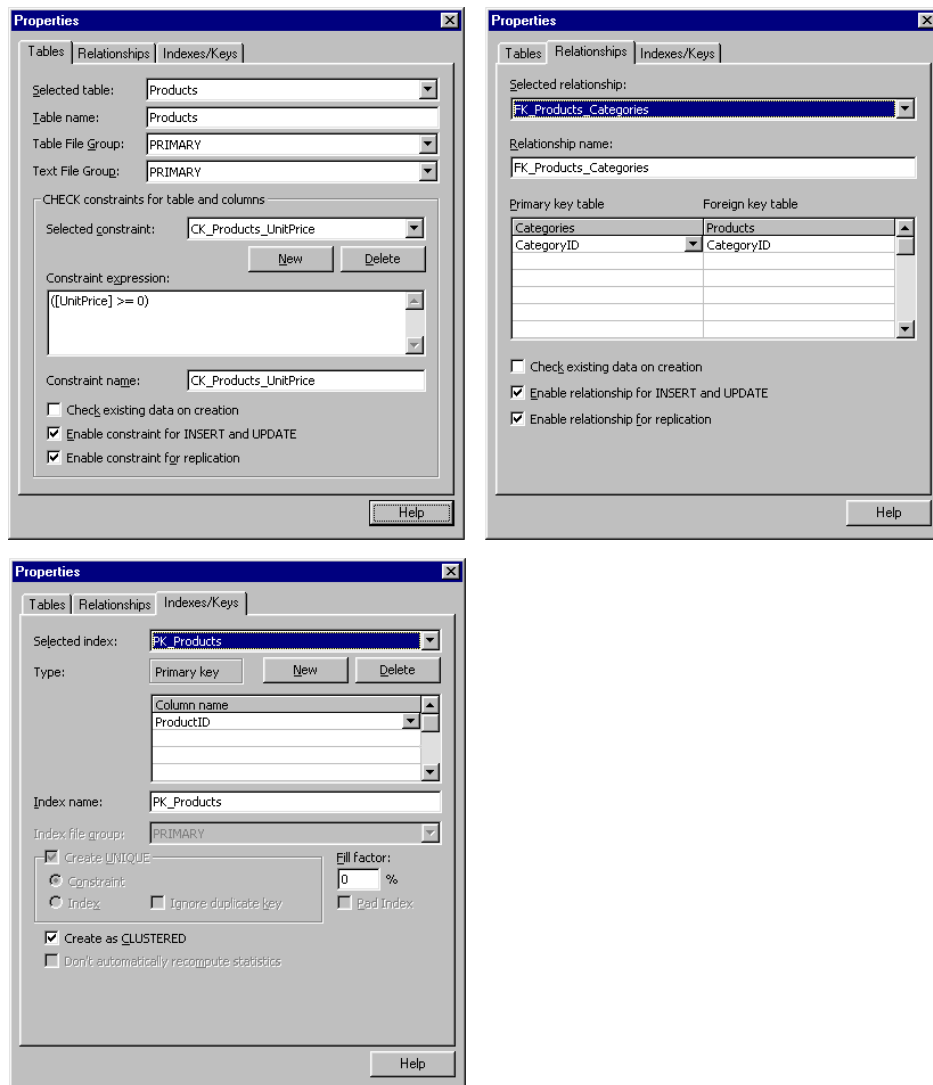 Properties
Tables Relationships Indexes/Keys
Selected table: Products
Table name: Products
Table File Group: PRIMARY
Text File Group: PRIMARY
CHECK constraints for table and columns
Selected constraint: CK_Products_UnitPrice
New Delete
Constraint expression:
([UnitPrice] >= 0)
Constraint name: CK_Products_UnitPrice
Check existing data on creation
Enable constraint for INSERT and UPDATE
Enable constraint for replication
Help
Properties
Tables Relationships Indexes/Keys
Selected relationship:
FK_Products_Categories
Relationship name:
FK_Products_Categories
Primary key table Foreign key table
Categories Products
CategoryID CategoryID
Check existing data on creation
Enable relationship for INSERT and UPDATE
Enable relationship for replication
Help
Properties
Tables Relationships Indexes/Keys
Selected index: PK_Products
Type: Primary key New Delete
Column name
ProductID
Index name: PK_Products
Index file group: PRIMARY
Create UNIQUE Fill factor:
Constraint 0 %
Index Ignore duplicate key Pad Index
Create as CLUSTERED
Don't automatically recompute statistics
Help